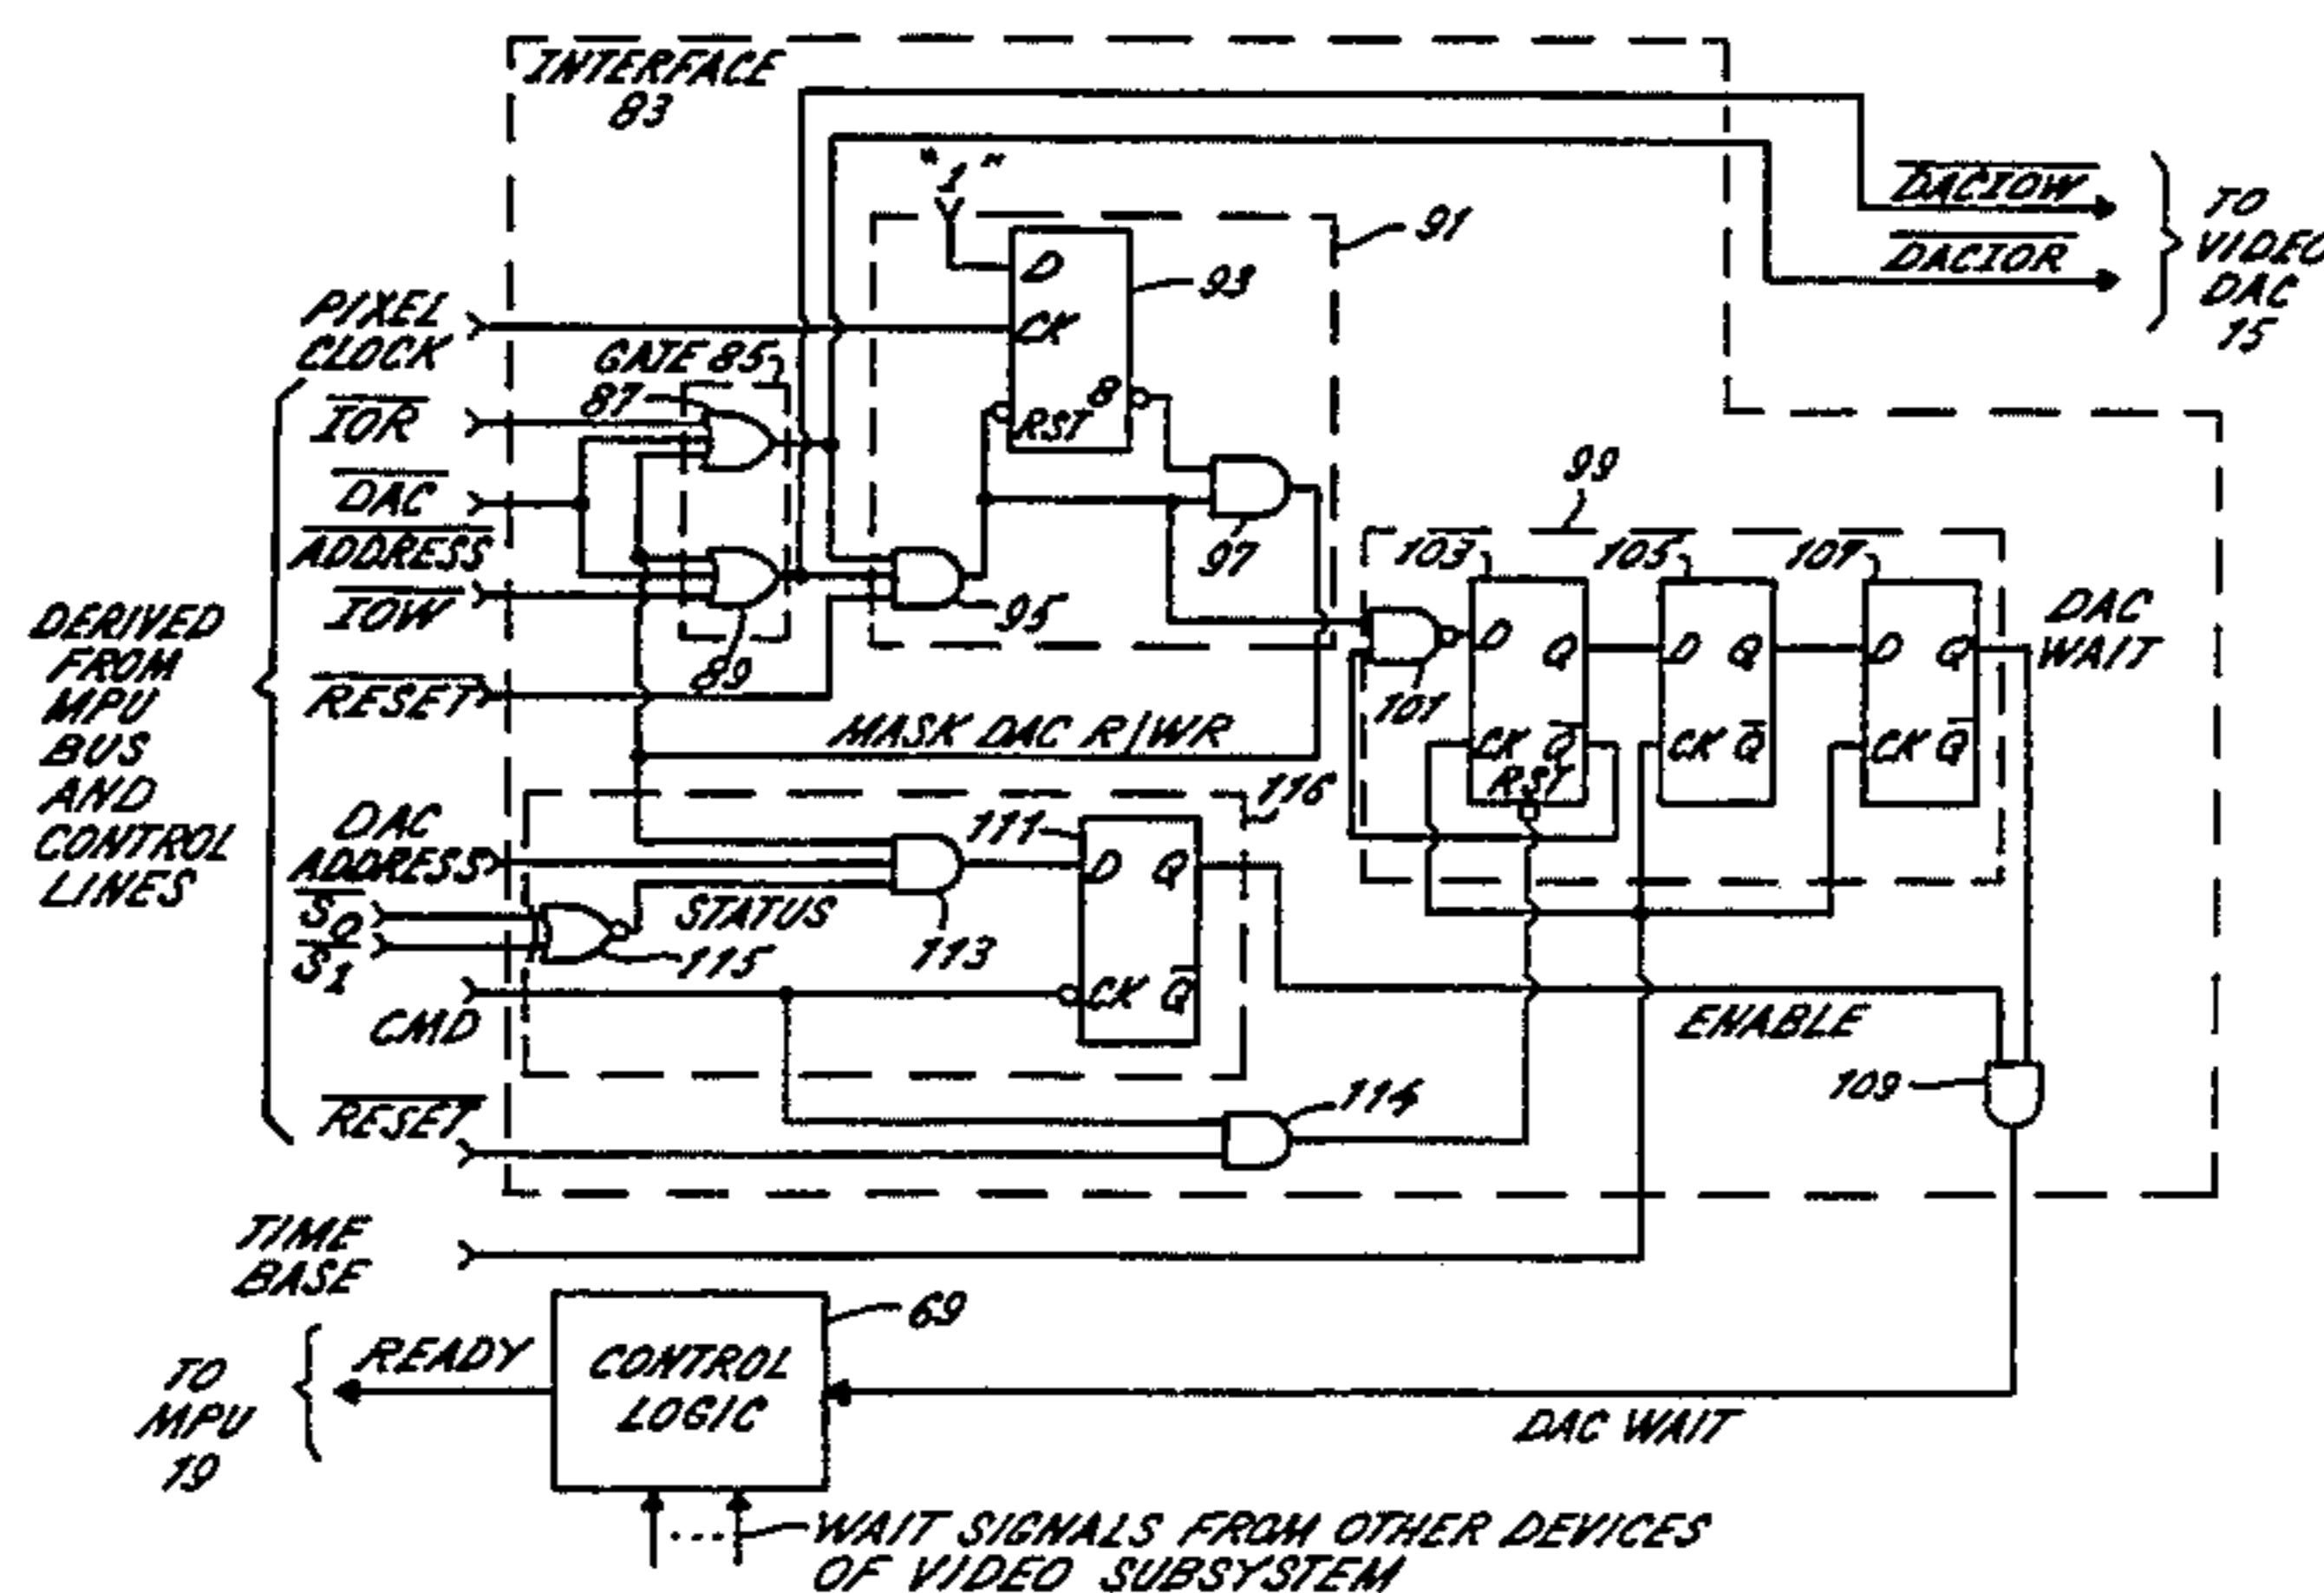 INTERFACE
83
"1"
91
93
D
CK
RST
8
PIXEL
CLOCK
GATE 85
87
IOR
DAC
ADDRESS
IOW
RESET
89
95
97
DACIOW
DACIOR
TO
VIDEO
DAC
15
DERIVED
FROM
MPU
BUS
AND
CONTROL
LINES
MASK DAC R/WR
99
101
103
105
107
D Q
CK Q
RST
D Q
CK Q
D Q
CK Q
DAC
WAIT
116
DAC
ADDRESS
S0
S1
STATUS
115
113
111
D Q
CK Q
CMD
ENABLE
109
RESET
114
TIME
BASE
CONTROL
LOGIC
69
READY
TO
MPU
19
DAC WAIT
WAIT SIGNALS FROM OTHER DEVICES
OF VIDEO SUBSYSTEM